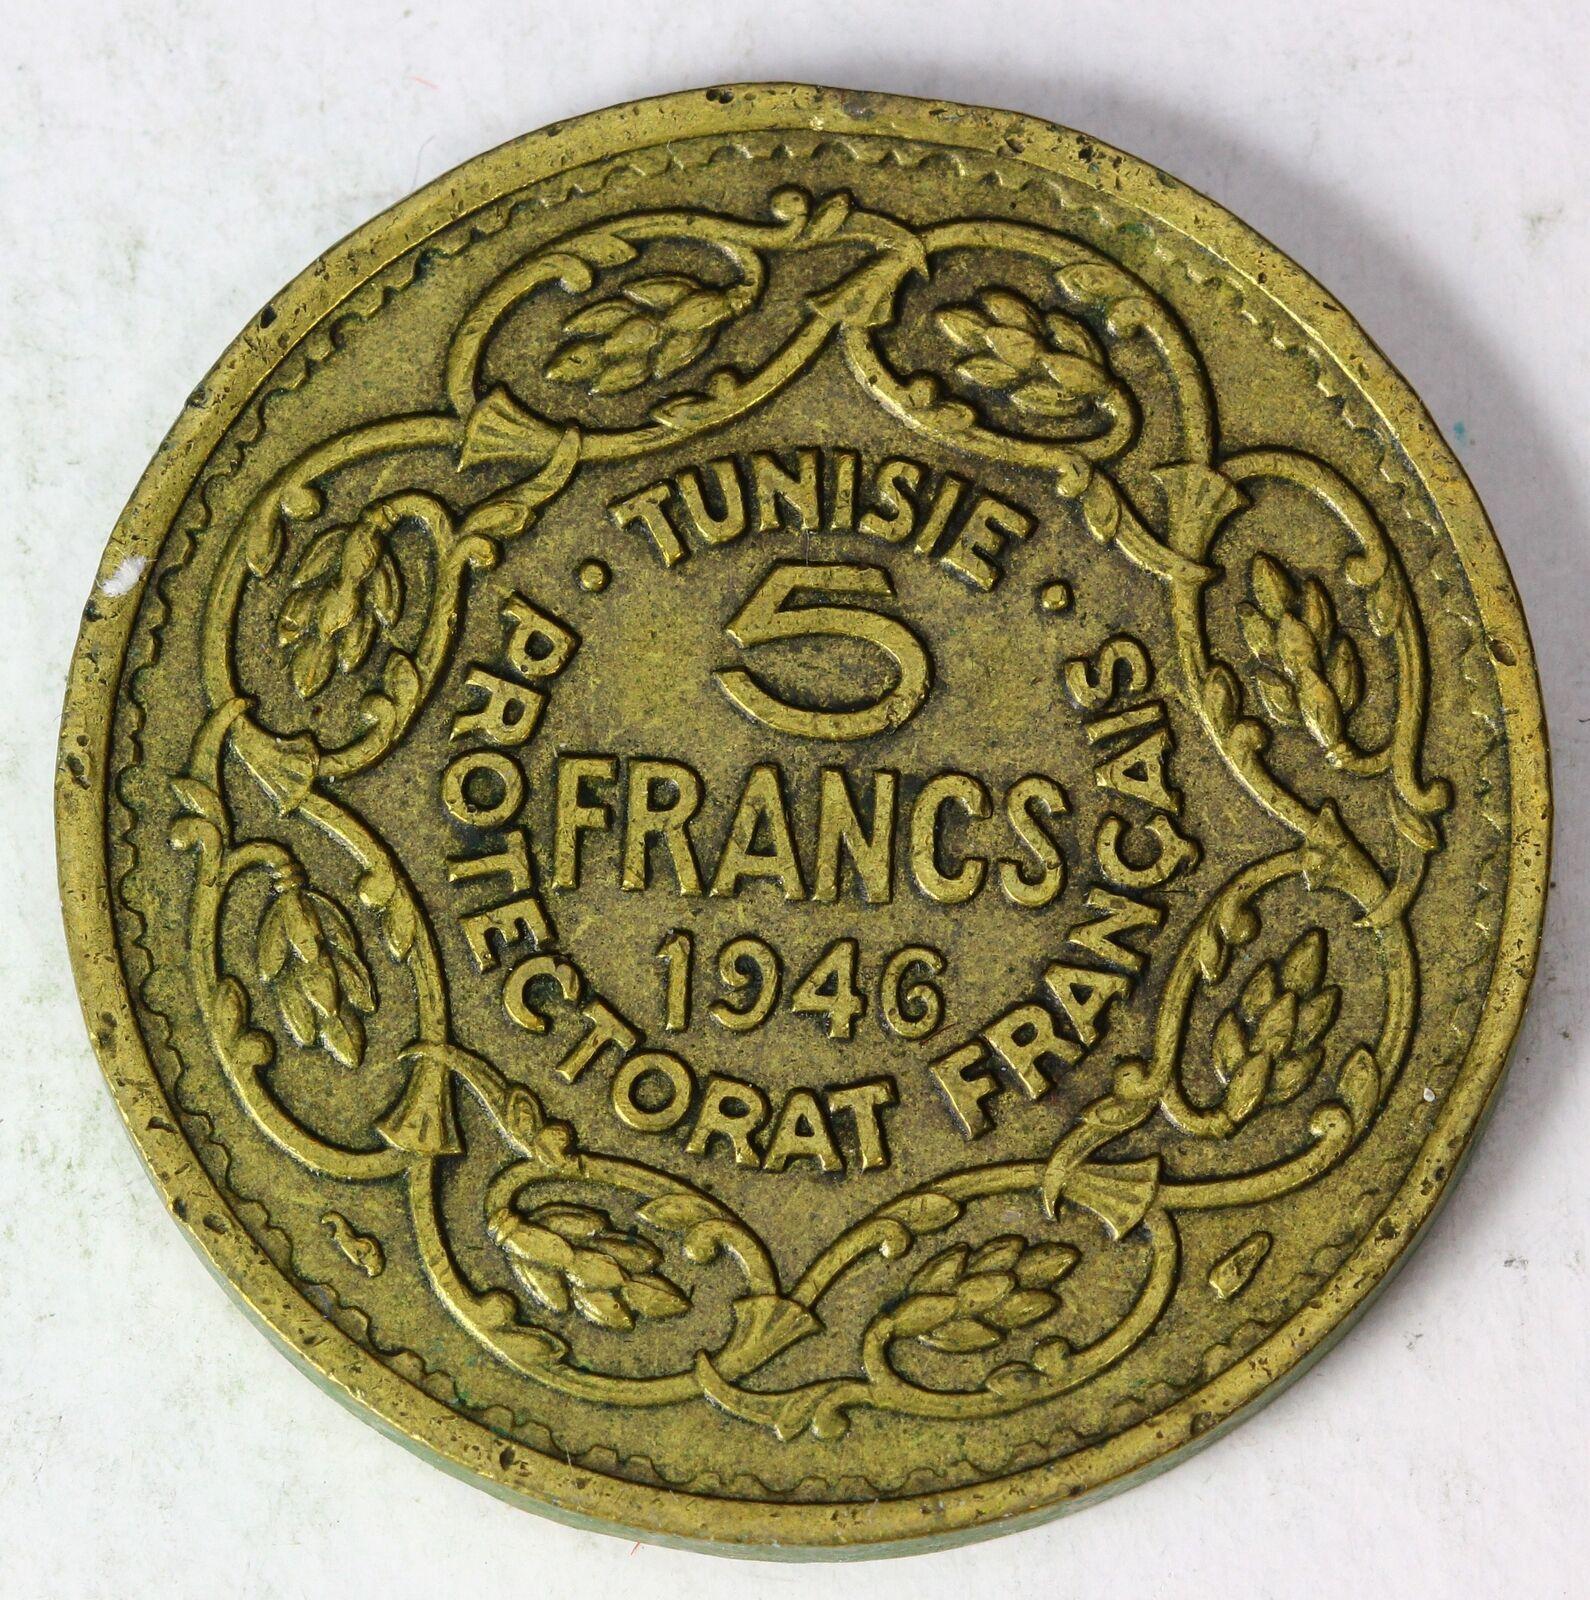 · TUNISIE ·
5
FRANCS
1946
PROTECTORAT FRANÇAIS